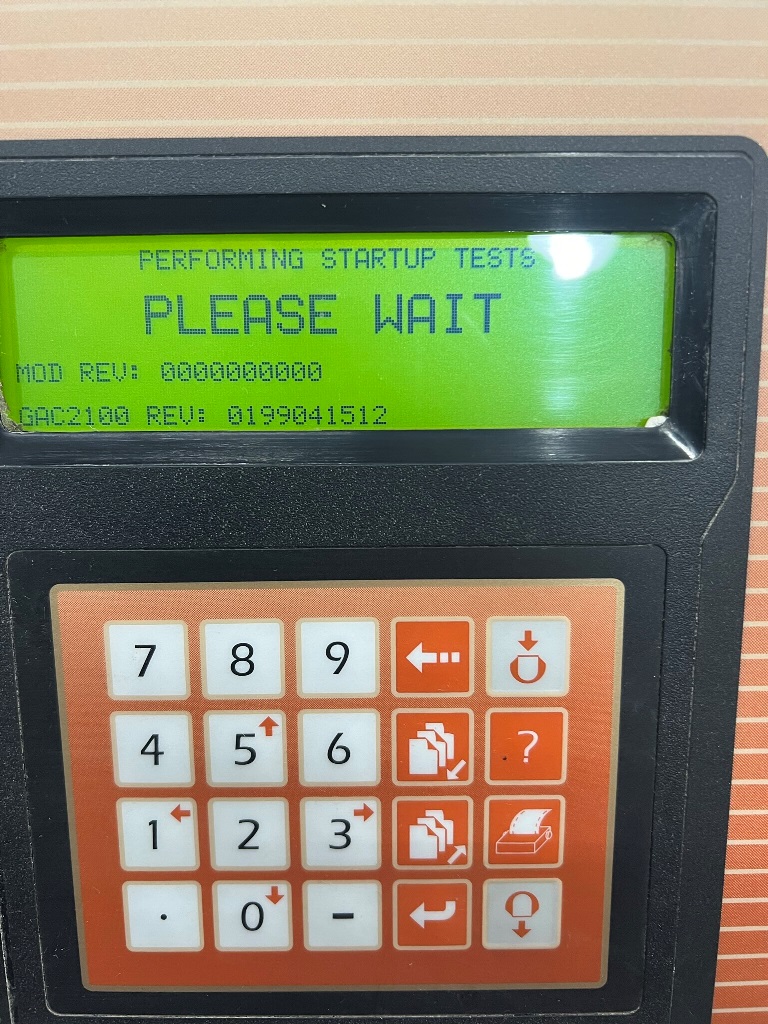 PERFORMING STARTUP TESTS
PLEASE WAIT
MOD REV: 0000000000
GAC2100 REV: 0199041512
7 8 9
4 5 6 ?
1 2 3
. 0 -